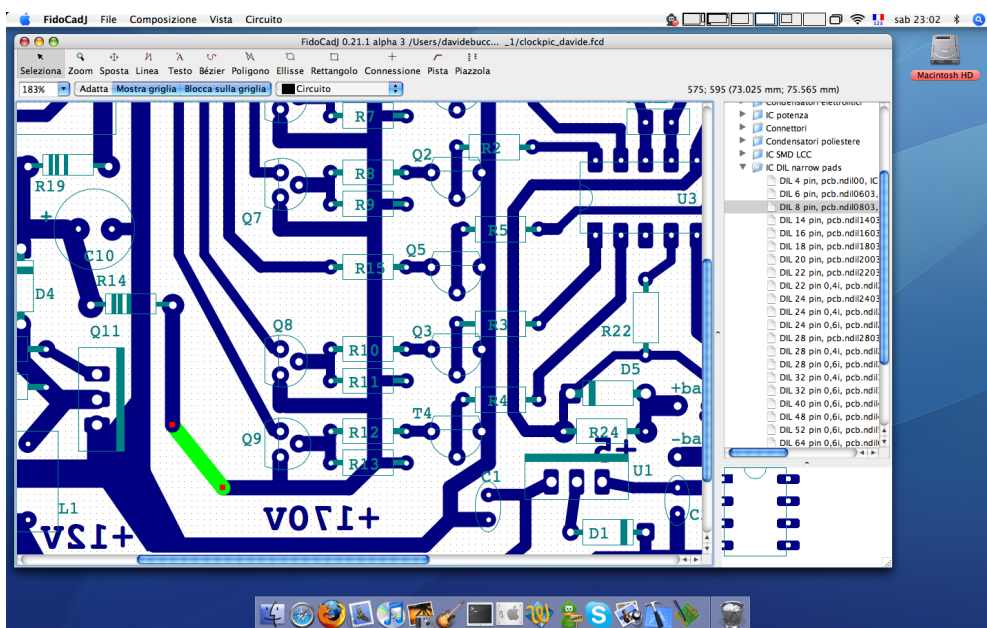 FidoCadJ File Composizione Vista Circuito sab 23:02
FidoCadJ 0.21.1 alpha 3 /Users/davidebucc... _1/clockpic_davide.fcd
Seleziona Zoom Sposta Linea Testo Bézier Poligono Ellisse Rettangolo Connessione Pista Piazzola
183% Adatta Mostra griglia Blocca sulla griglia Circuito 575; 595 (73.025 mm; 75.565 mm)
Macintosh HD
Condensatori elettrolitici
IC potenza
Connettori
Condensatori poliestere
IC SMD LCC
IC DIL narrow pads
DIL 4 pin, pcb.ndil00, IC
DIL 6 pin, pcb.ndil0603,
DIL 8 pin, pcb.ndil0803,
DIL 14 pin, pcb.ndil1403
DIL 16 pin, pcb.ndil1603
DIL 18 pin, pcb.ndil1803
DIL 20 pin, pcb.ndil2003
DIL 22 pin, pcb.ndil2203
DIL 22 pin 0,4i, pcb.ndil
DIL 24 pin, pcb.ndil2403
DIL 24 pin 0,4i, pcb.ndil
DIL 24 pin 0,6i, pcb.ndil
DIL 28 pin, pcb.ndil2803
DIL 28 pin 0,4i, pcb.ndil
DIL 28 pin 0,6i, pcb.ndil
DIL 32 pin 0,4i, pcb.ndil
DIL 32 pin 0,6i, pcb.ndil
DIL 40 pin 0,6i, pcb.ndil
DIL 48 pin 0,6i, pcb.ndil
DIL 52 pin 0,6i, pcb.ndil
DIL 64 pin 0,6i, pcb.ndil
R7
R2
Q2
R8
R19
R9
U3
+
Q7
R5
C10
Q5
R15
R14
D4
Q8
Q3
R3
Q11
R22
R10
D5
R11
+ba
R4
T4
Q9
R12
R24
-ba
R13
U1
C1
L1
+170V
C
+12V
D1